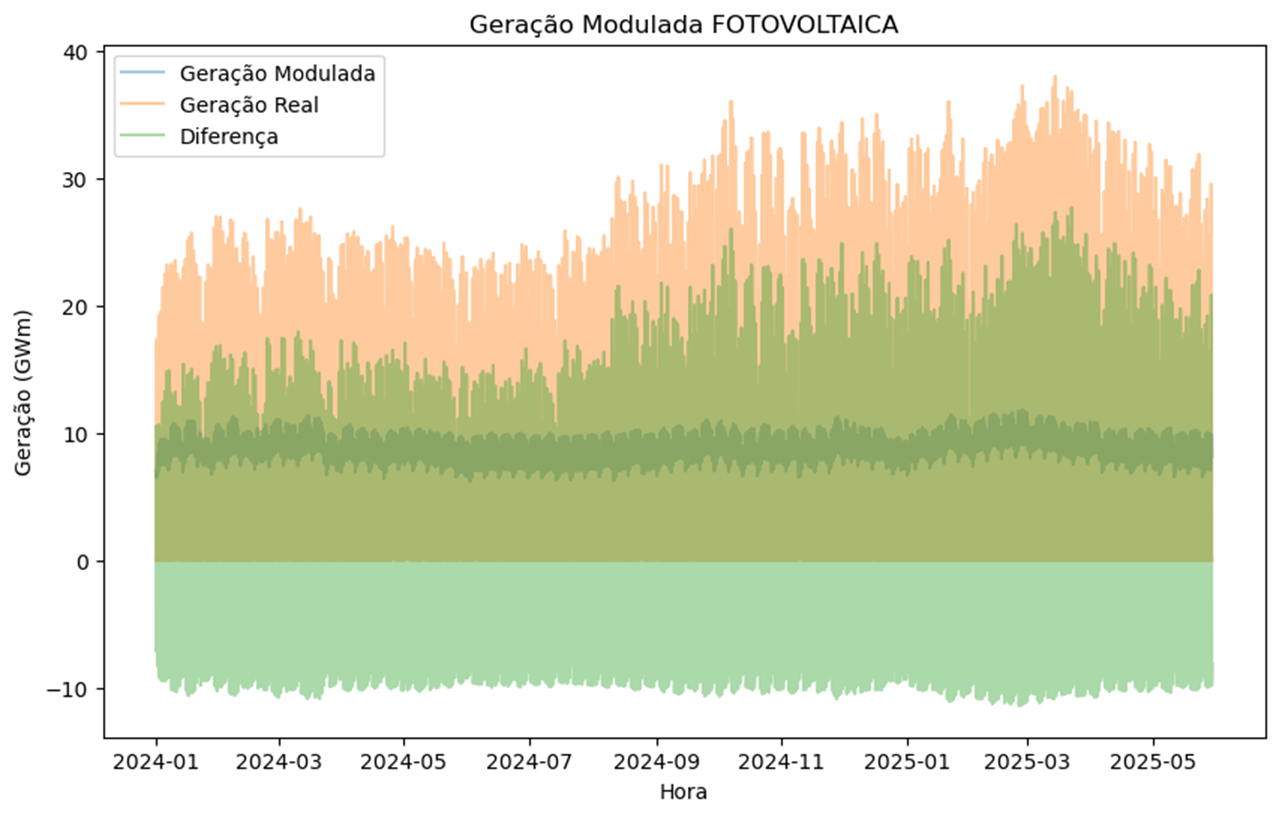 Geração Modulada FOTOVOLTAICA
Geração Modulada
Geração Real
Diferença
Geração (GWm)
40
30
20
10
0
−10
2024-01 2024-03 2024-05 2024-07 2024-09 2024-11 2025-01 2025-03 2025-05
Hora